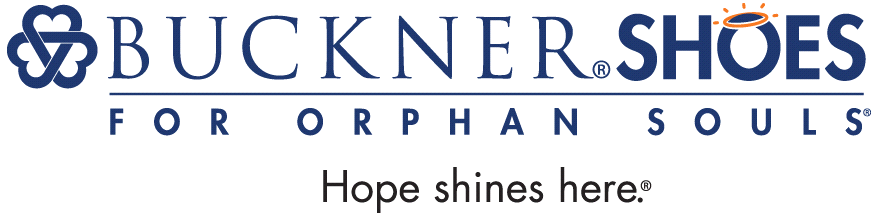 BUCKNER® SHOES
FOR ORPHAN SOULS®
Hope shines here.®